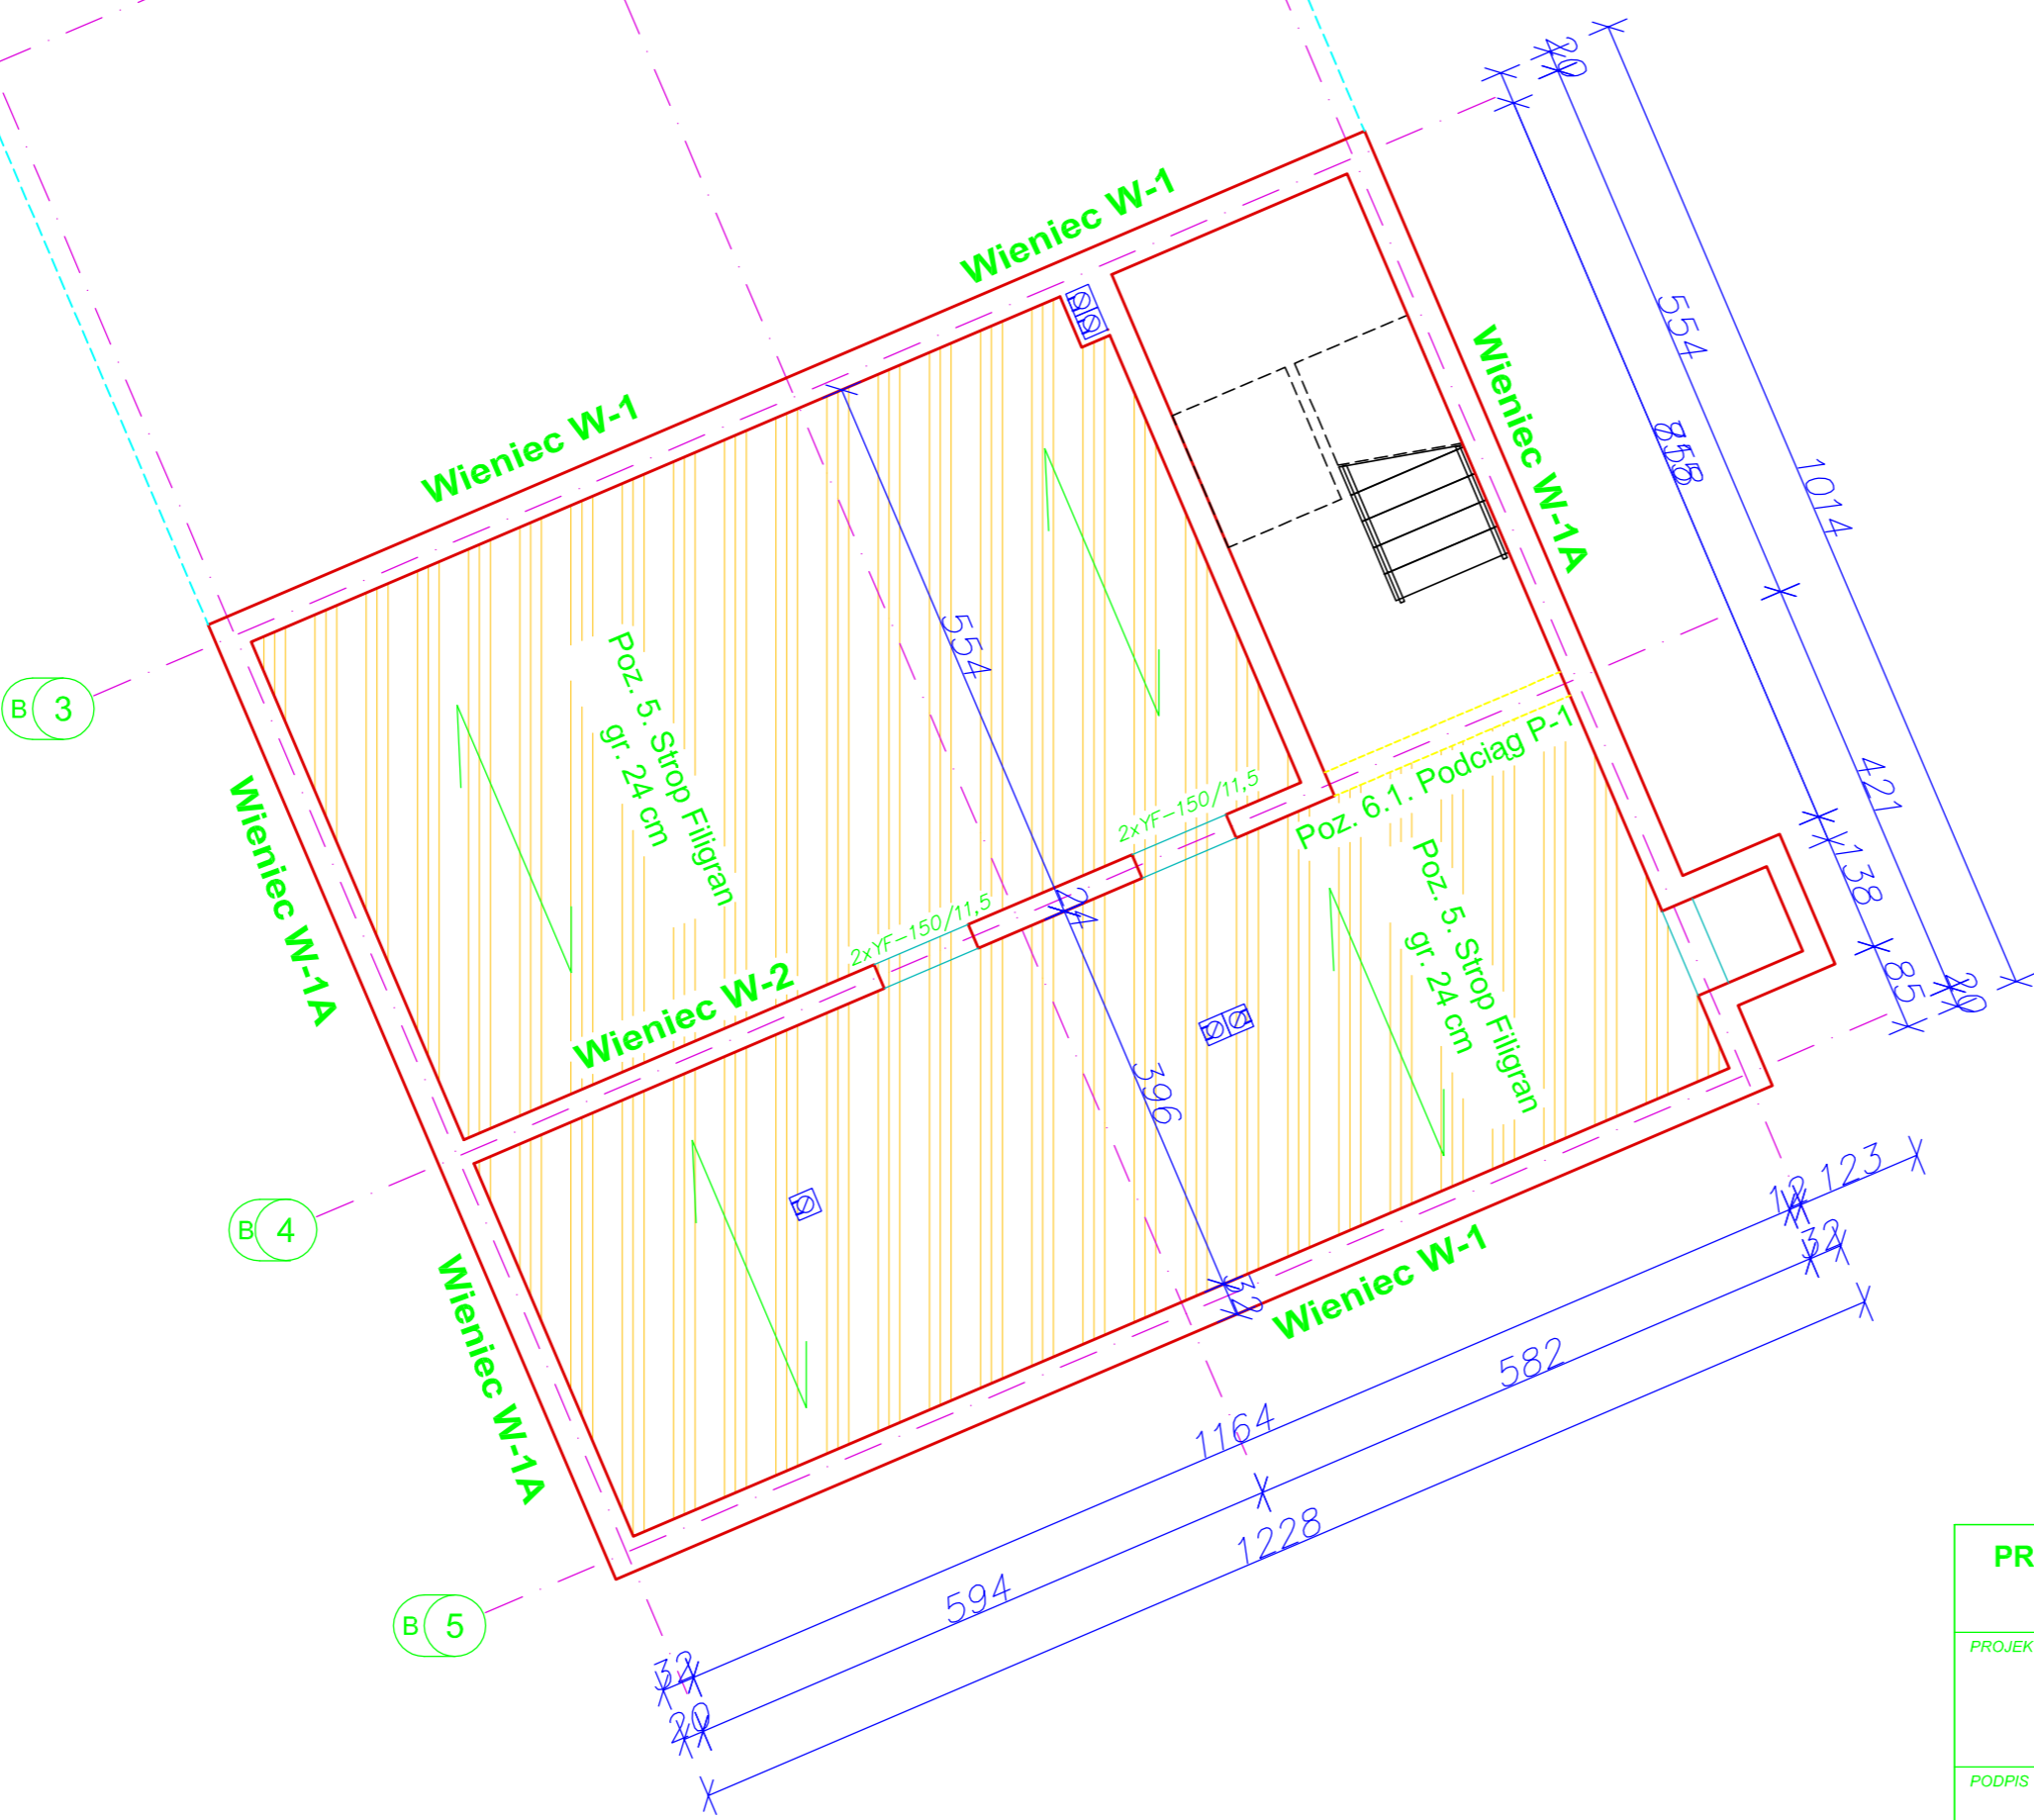 Wieniec W-1
Wieniec W-1
Wieniec W-1A
20
554
1014
421
138
85
20
B 3
Poz. 5. Strop Filigran
gr. 24 cm
554
Wieniec W-1A
2xYF-150/11,5
Poz. 6.1. Podciag P-1
2xYF-150/11,5
24
Wieniec W-2
Poz. 5. Strop Filigran
gr. 24 cm
396
B 4
Wieniec W-1A
32
Wieniec W-1
12
123
32
582
1164
1228
594
B 5
32
20
PR
PROJEK
PODPIS